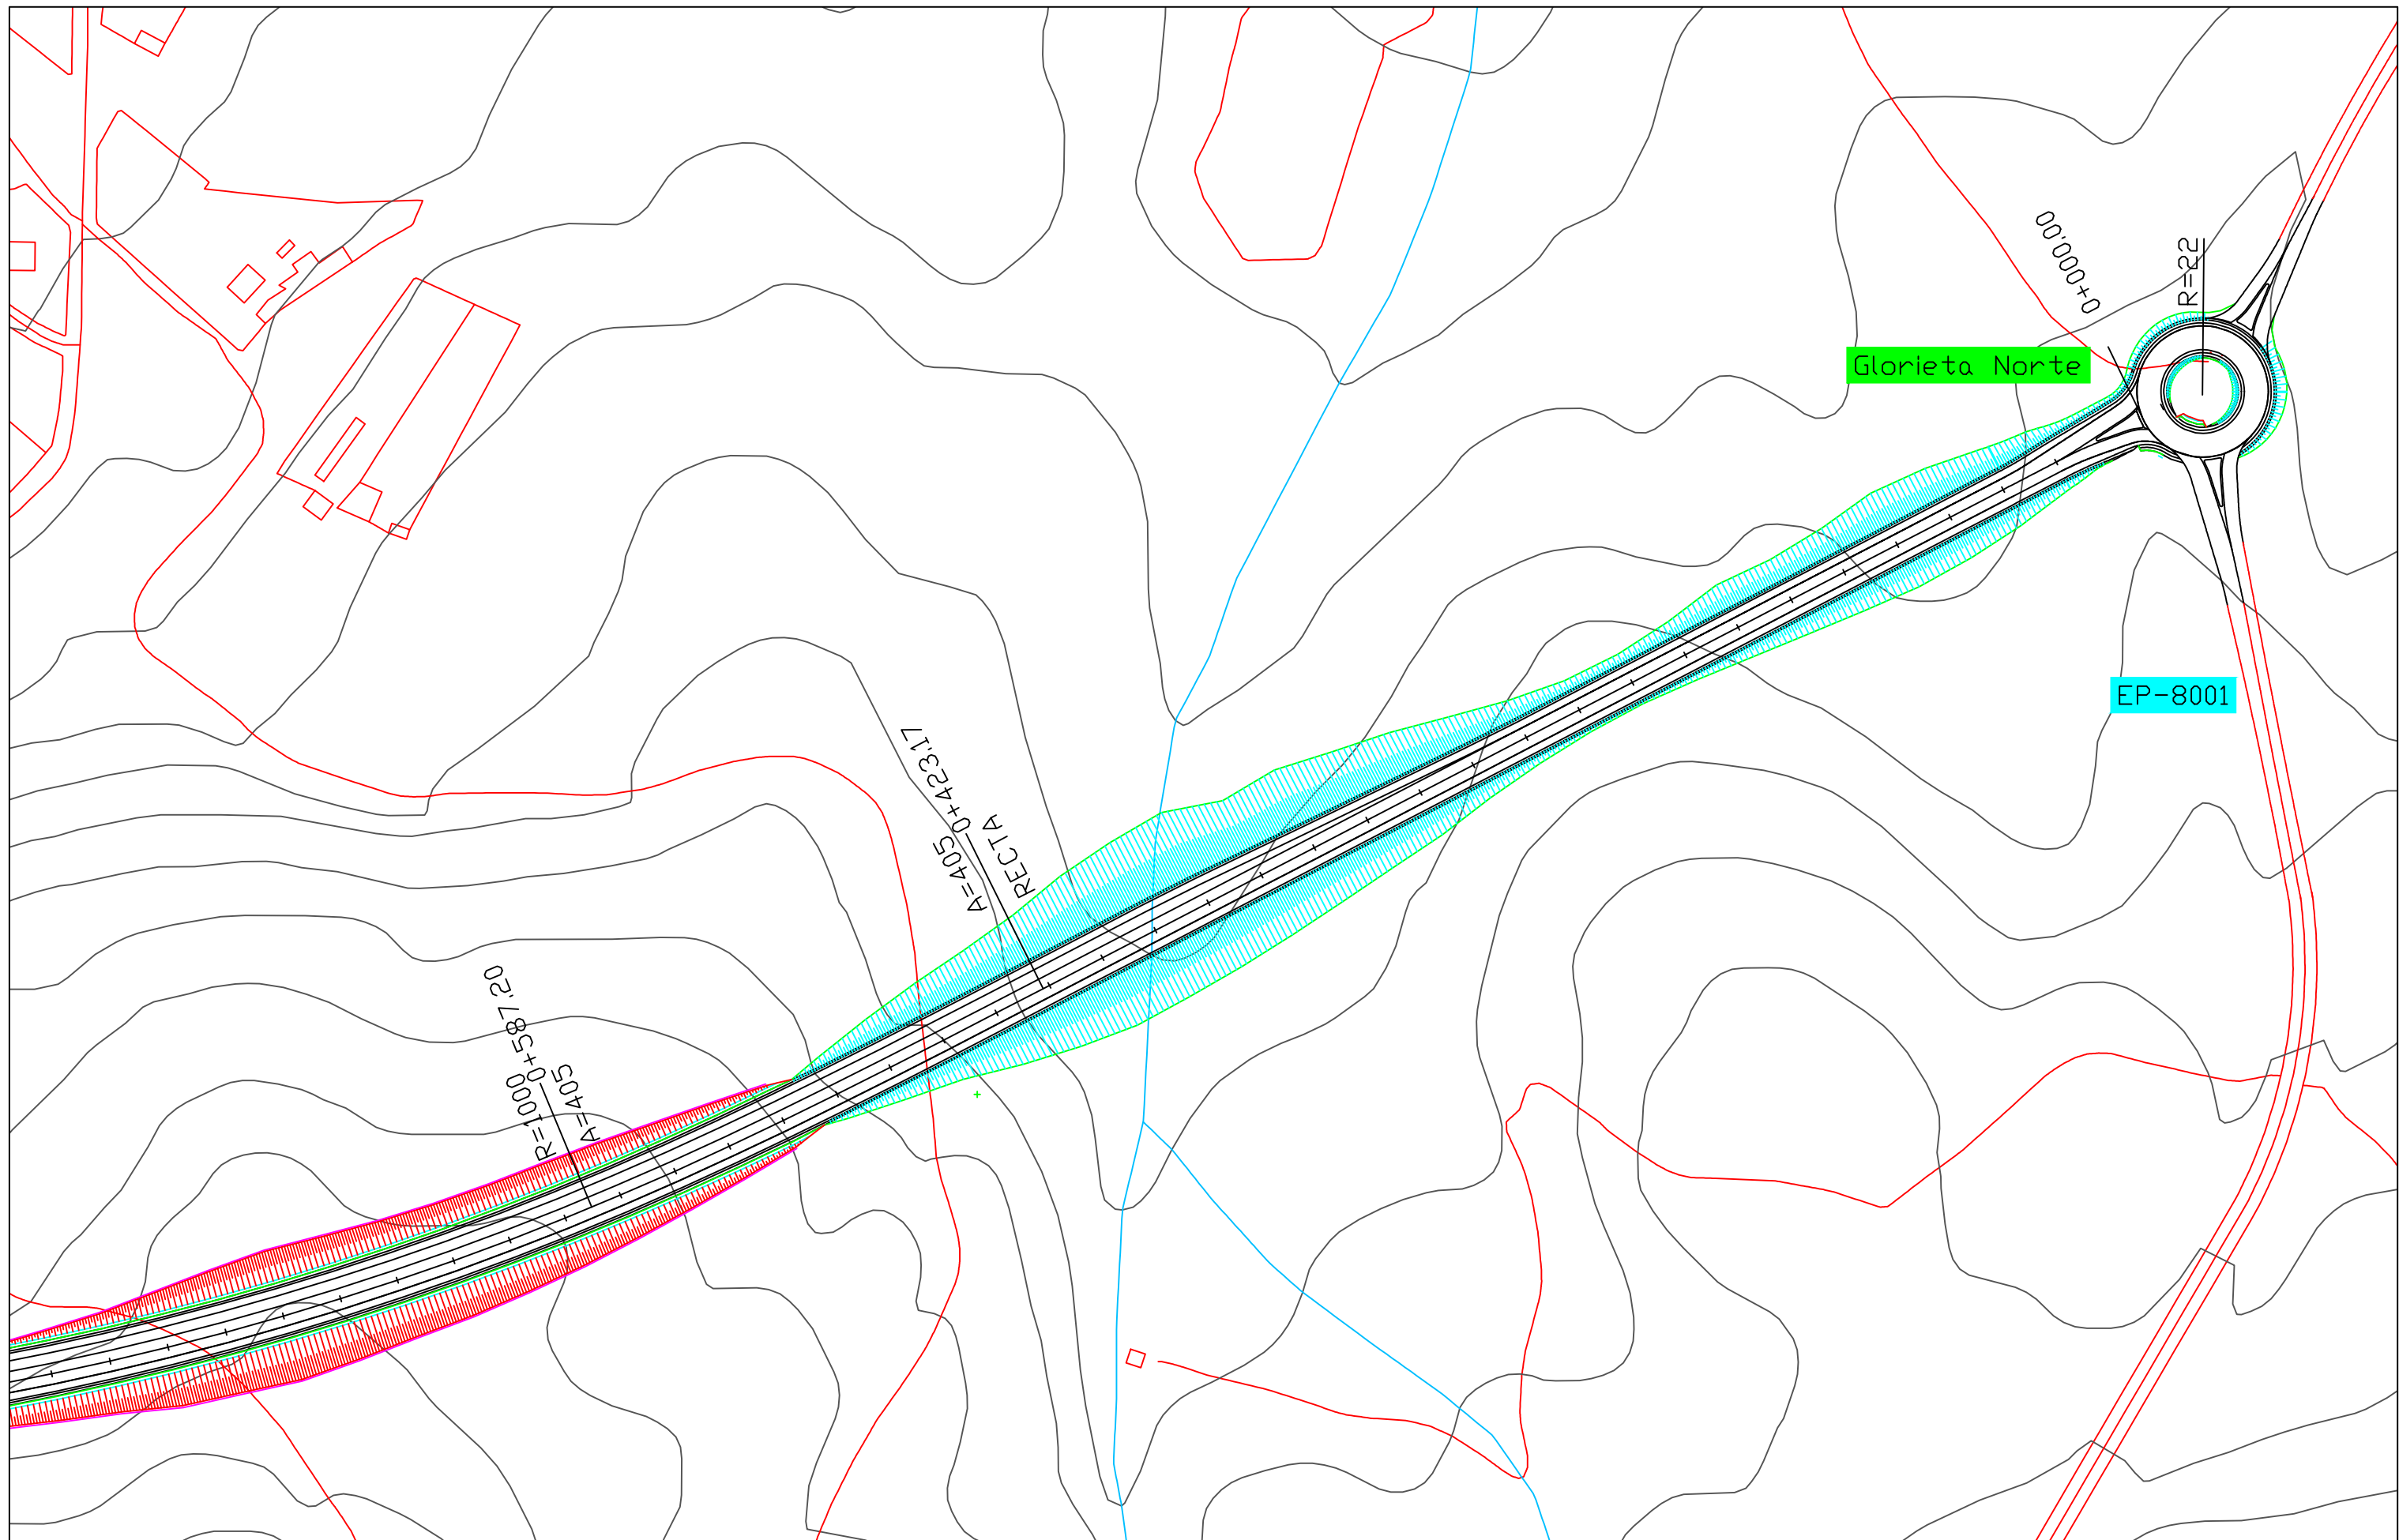 0+000,00
R=22
Glorieta Norte
EP-8001
A=405 0+423,17
RECTA
R=1000 0+587,20
A=405